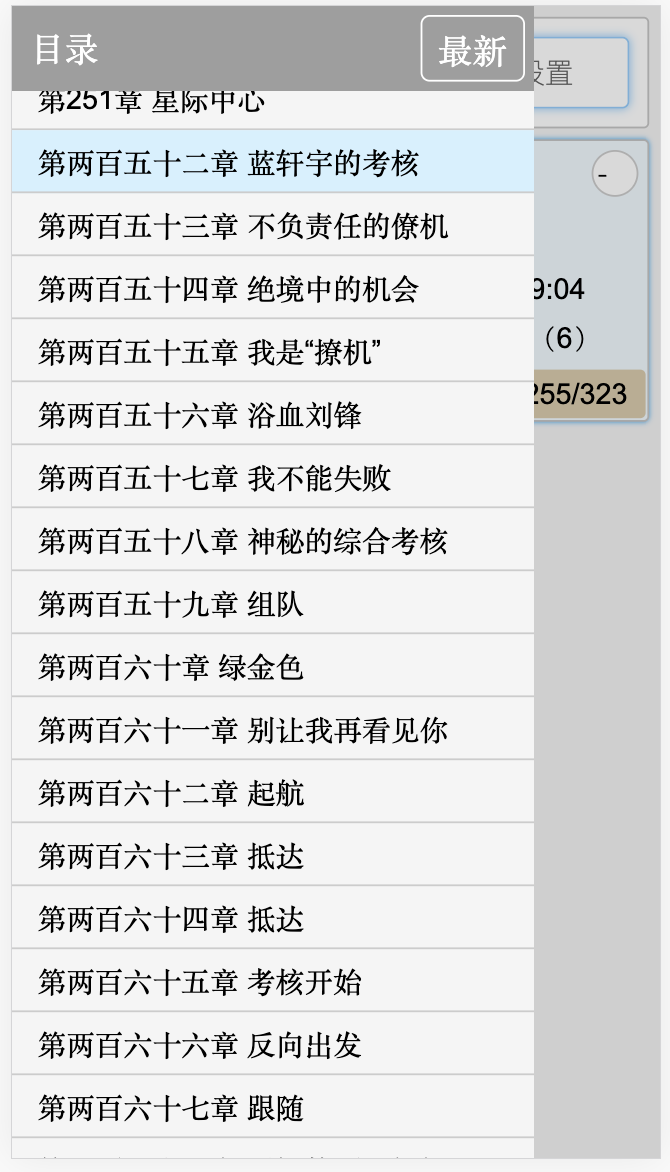 目录
最新
设置
第251章 星际中心
第两百五十二章 蓝轩宇的考核
-
第两百五十三章 不负责任的僚机
第两百五十四章 绝境中的机会
9:04
第两百五十五章 我是“撩机”
（6）
第两百五十六章 浴血刘锋
255/323
第两百五十七章 我不能失败
第两百五十八章 神秘的综合考核
第两百五十九章 组队
第两百六十章 绿金色
第两百六十一章 别让我再看见你
第两百六十二章 起航
第两百六十三章 抵达
第两百六十四章 抵达
第两百六十五章 考核开始
第两百六十六章 反向出发
第两百六十七章 跟随